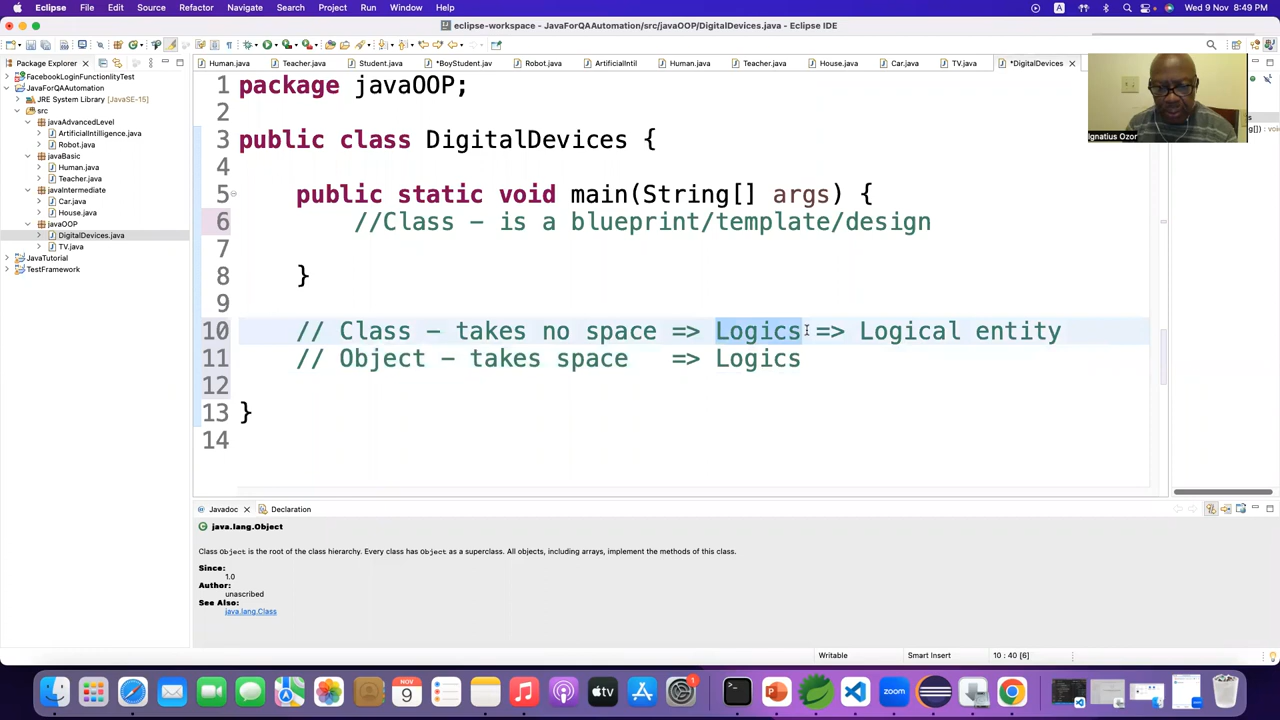 Eclipse File Edit Source Refactor Navigate Search Project Run Window Help
Wed 9 Nov 8:49 PM
eclipse-workspace - JavaForQAAutomation/src/javaOOP/DigitalDevices.java - Eclipse IDE
Package Explorer
FacebookLoginFunctionlityTest
JavaForQAAutomation
JRE System Library [JavaSE-15]
src
javaAdvancedLevel
ArtificialIntilligence.java
Robot.java
javaBasic
Human.java
Teacher.java
javaIntermediate
Car.java
House.java
javaOOP
DigitalDevices.java
TV.java
JavaTutorial
TestFramework
Human.java Teacher.java Student.java *BoyStudent.jav Robot.java ArtificialIntil Human.java Teacher.java House.java Car.java TV.java *DigitalDevices
1 package javaOOP;
2
3 public class DigitalDevices {
4
5 public static void main(String[] args) {
6 //Class - is a blueprint/template/design
7
8 }
9
10 // Class - takes no space => Logics => Logical entity
11 // Object - takes space => Logics
12
13 }
14
Ignatius Ozor
Javadoc Declaration
java.lang.Object
Class Object is the root of the class hierarchy. Every class has Object as a superclass. All objects, including arrays, implement the methods of this class.
Since:
1.0
Author:
unascribed
See Also:
java.lang.Class
Writable Smart Insert 10 : 40 [6]
NOV
9
tv
1
zoom